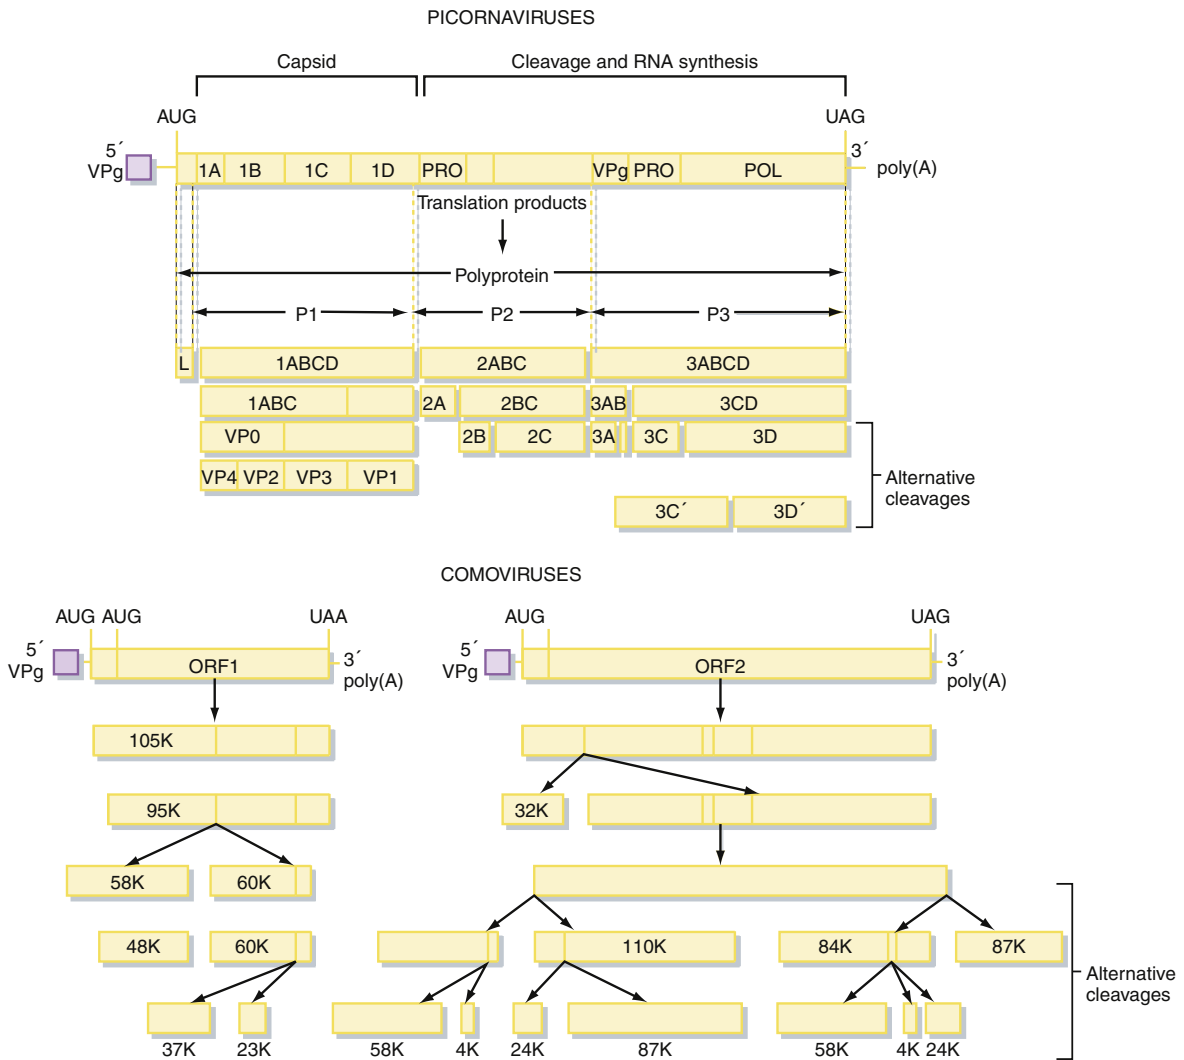 PICORNAVIRUSES
Capsid Cleavage and RNA synthesis
AUG UAG
5´ 3´
VPg 1A 1B 1C 1D PRO VPg PRO POL poly(A)
Translation products
Polyprotein
P1 P2 P3
L 1ABCD 2ABC 3ABCD
1ABC 2A 2BC 3AB 3CD
VP0 2B 2C 3A 3C 3D
VP4 VP2 VP3 VP1
Alternative
cleavages
3C´ 3D´
COMOVIRUSES
AUG AUG UAA AUG UAG
5´ 3´ 5´ 3´
VPg ORF1 poly(A) VPg ORF2 poly(A)
105K
95K 32K
58K 60K
48K 60K 110K 84K 87K
Alternative
cleavages
37K 23K 58K 4K 24K 87K 58K 4K 24K